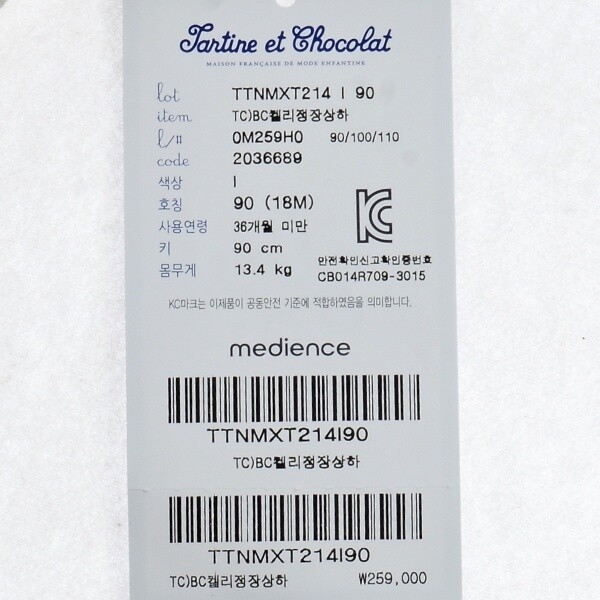 Tartine et Chocolat
MAISON FRANÇAISE DE MODE ENFANTINE
lot TTNMXT214 I 90
item TC)BC켈리정장상하
l/# 0M259H0 90/100/110
code 2036689
색상 I
호칭 90 (18M)
사용연령 36개월 미만
키 90 cm
몸무게 13.4 kg
안전확인신고확인증번호
CB014R709-3015
KC마크는 이제품이 공통안전 기준에 적합하였음을 의미합니다.
medience
TTNMXT214I90
TC)BC켈리정장상하
TTNMXT214I90
TC)BC켈리정장상하 ₩259,000